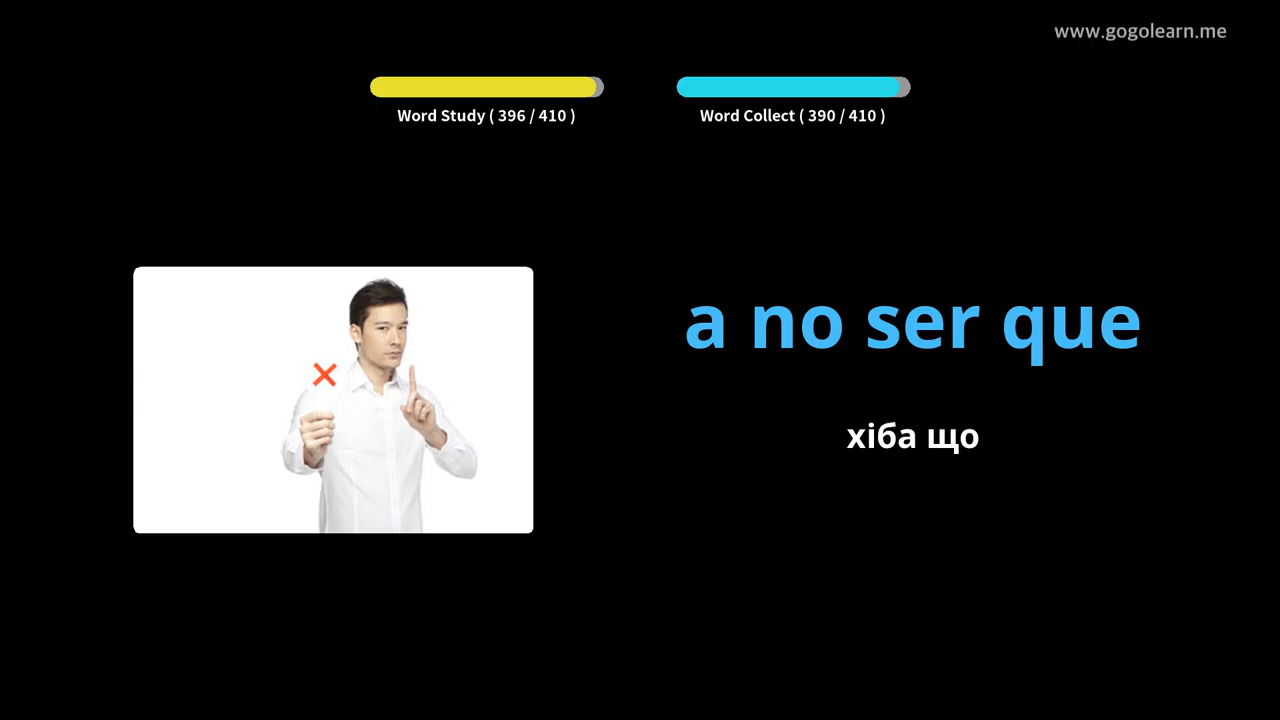 www.gogolearn.me
Word Study ( 396 / 410 )
Word Collect ( 390 / 410 )
a no ser que
хіба що